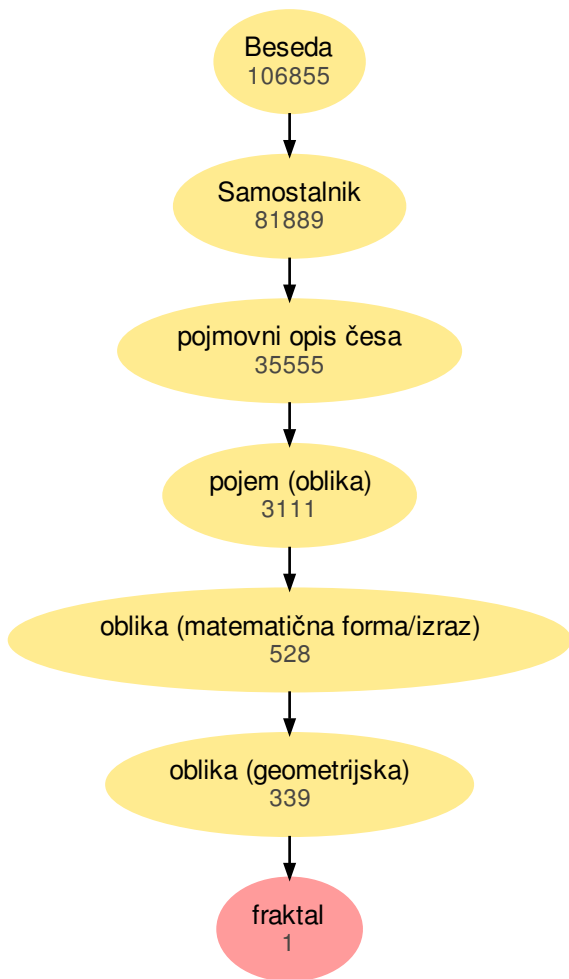 Beseda
106855
Samostalnik
81889
pojmovni opis česa
35555
pojem (oblika)
3111
oblika (matematična forma/izraz)
528
oblika (geometrijska)
339
fraktal
1